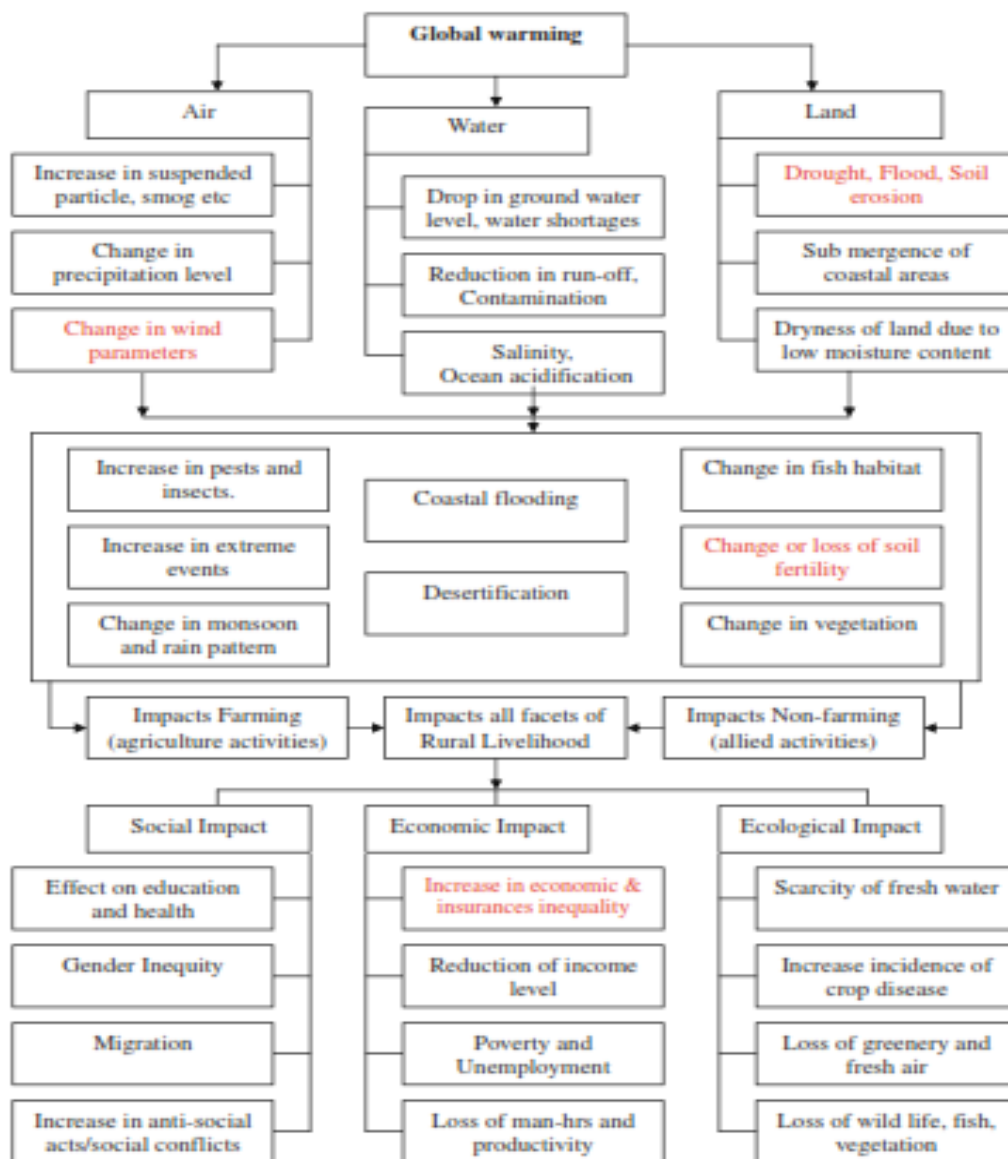 Global warming
Air
Water
Land
Increase in suspended
particle, smog etc
Change in
precipitation level
Change in wind
parameters
Drop in ground water
level, water shortages
Reduction in run-off,
Contamination
Salinity,
Ocean acidification
Drought, Flood, Soil
erosion
Sub mergence of
coastal areas
Dryness of land due to
low moisture content
Increase in pests and
insects.
Increase in extreme
events
Change in monsoon
and rain pattern
Coastal flooding
Desertification
Change in fish habitat
Change or loss of soil
fertility
Change in vegetation
Impacts Farming
(agriculture activities)
Impacts all facets of
Rural Livelihood
Impacts Non-farming
(allied activities)
Social Impact
Effect on education
and health
Gender Inequity
Migration
Increase in anti-social
acts/social conflicts
Economic Impact
Increase in economic &
insurances inequality
Reduction of income
level
Poverty and
Unemployment
Loss of man-hrs and
productivity
Ecological Impact
Scarcity of fresh water
Increase incidence of
crop disease
Loss of greenery and
fresh air
Loss of wild life, fish,
vegetation